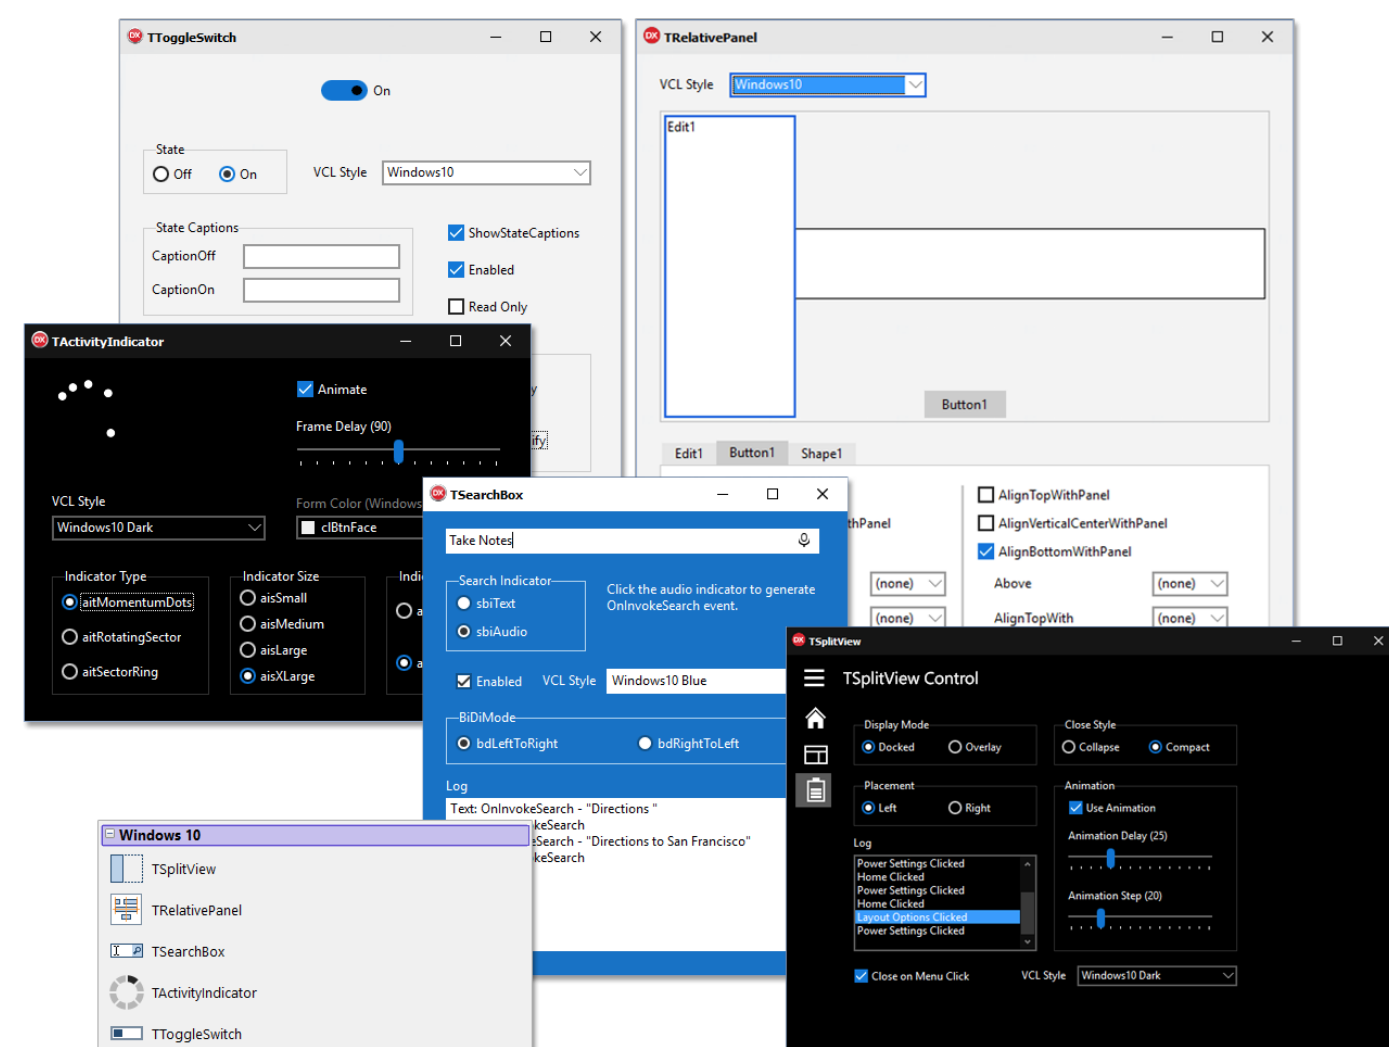 TToggleSwitch
On
State
Off On
VCL Style Windows10
State Captions
CaptionOff
CaptionOn
ShowStateCaptions
Enabled
Read Only
TRelativePanel
VCL Style Windows10
Edit1
Button1
Edit1 Button1 Shape1
AlignTopWithPanel
AlignVerticalCenterWithPanel
AlignBottomWithPanel
(none) Above (none)
(none) AlignTopWith (none)
TActivityIndicator
Animate
Frame Delay (90)
VCL Style
Windows10 Dark
Form Color (Windows
clBtnFace
Indicator Type
aitMomentumDots
aitRotatingSector
aitSectorRing
Indicator Size
aisSmall
aisMedium
aisLarge
aisXLarge
TSearchBox
Take Notes
Search Indicator
sbiText
sbiAudio
Click the audio indicator to generate
OnInvokeSearch event.
Enabled VCL Style Windows10 Blue
BiDiMode
bdLeftToRight bdRightToLeft
Log
Text: OnInvokeSearch - "Directions "
keSearch
eSearch - "Directions to San Francisco"
keSearch
TSplitView
TSplitView Control
Display Mode
Docked Overlay
Close Style
Collapse Compact
Placement
Left Right
Animation
Use Animation
Animation Delay (25)
Animation Step (20)
Log
Power Settings Clicked
Home Clicked
Power Settings Clicked
Home Clicked
Layout Options Clicked
Power Settings Clicked
Close on Menu Click VCL Style Windows10 Dark
Windows 10
TSplitView
TRelativePanel
TSearchBox
TActivityIndicator
TToggleSwitch